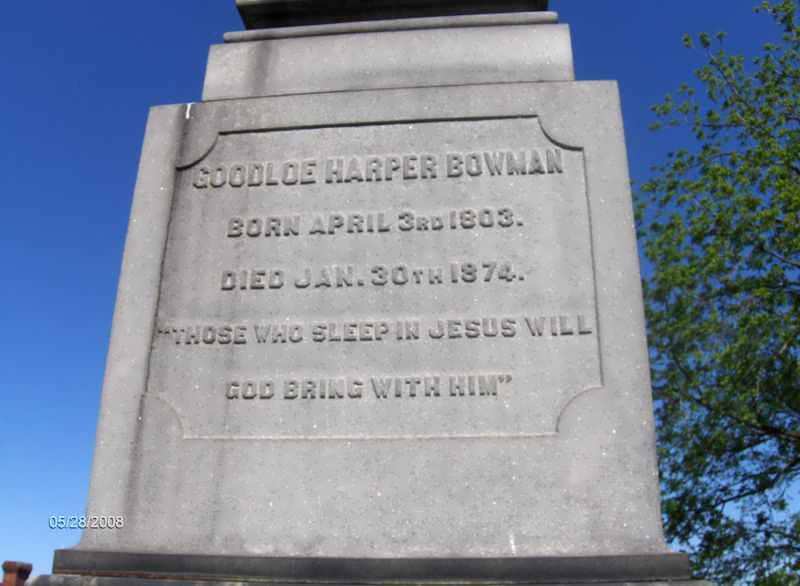 GOODLOE HARPER BOWMAN
BORN APRIL 3RD 1803.
DIED JAN. 30TH 1874.
"THOSE WHO SLEEP IN JESUS WILL
GOD BRING WITH HIM"
05/28/2008